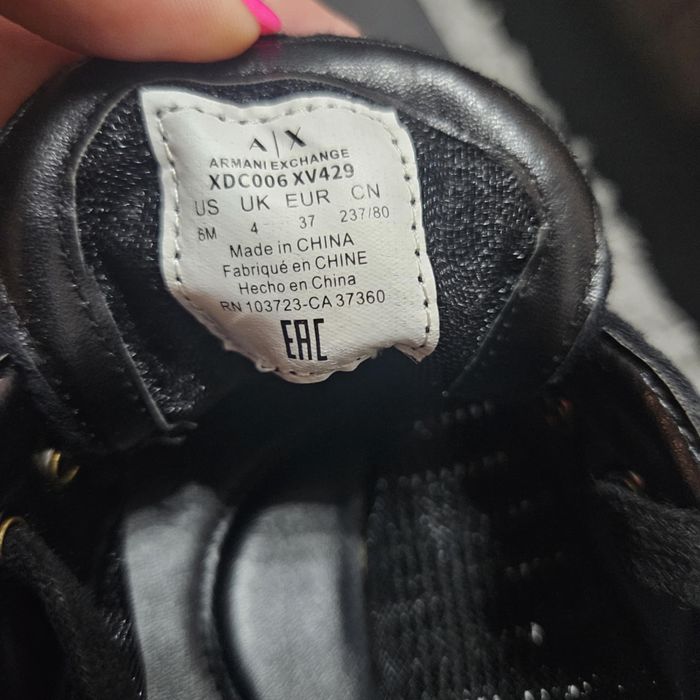 A|X
ARMANI EXCHANGE
XDC006 XV429
US UK EUR CN
6M 4 37 237/80
Made in CHINA
Fabriqué en CHINE
Hecho en China
RN 103723-CA 37360
EAC